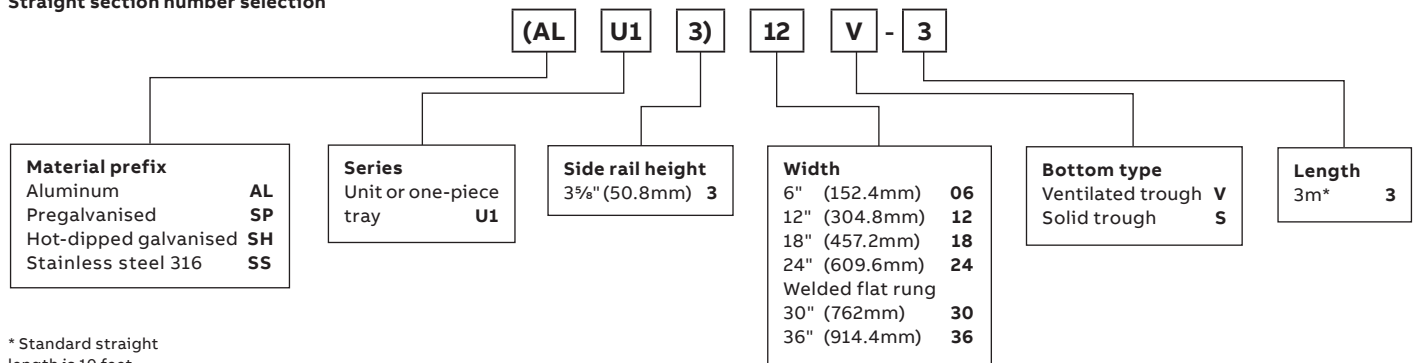 Straight section number selection
(AL U1 3) 12 V - 3
Material prefix
Aluminum AL
Pregalvanised SP
Hot-dipped galvanised SH
Stainless steel 316 SS
Series
Unit or one-piece
tray U1
Side rail height
3⅝" (50.8mm) 3
Width
6" (152.4mm) 06
12" (304.8mm) 12
18" (457.2mm) 18
24" (609.6mm) 24
Welded flat rung
30" (762mm) 30
36" (914.4mm) 36
Bottom type
Ventilated trough V
Solid trough S
Length
3m* 3
* Standard straight
length is 10 feet